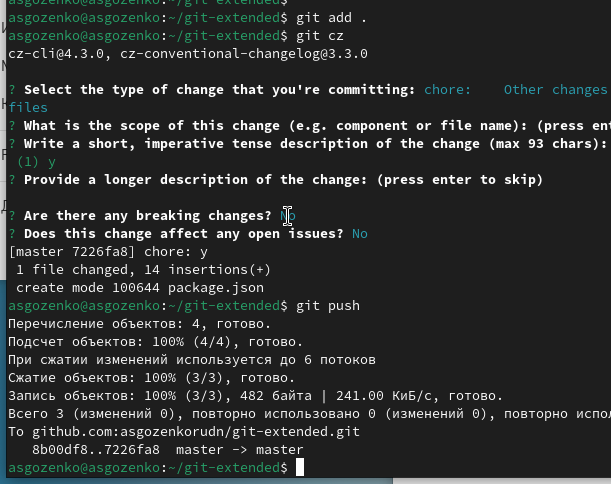 asgozenko@asgozenko:~/git-extended$ git add .
asgozenko@asgozenko:~/git-extended$ git cz
cz-cli@4.3.0, cz-conventional-changelog@3.3.0
? Select the type of change that you're committing: chore:    Other changes
files
? What is the scope of this change (e.g. component or file name): (press ent
? Write a short, imperative tense description of the change (max 93 chars):
 (1) y
? Provide a longer description of the change: (press enter to skip)
? Are there any breaking changes? No
? Does this change affect any open issues? No
[master 7226fa8] chore: y
 1 file changed, 14 insertions(+)
 create mode 100644 package.json
asgozenko@asgozenko:~/git-extended$ git push
Перечисление объектов: 4, готово.
Подсчет объектов: 100% (4/4), готово.
При сжатии изменений используется до 6 потоков
Сжатие объектов: 100% (3/3), готово.
Запись объектов: 100% (3/3), 482 байта | 241.00 КиБ/с, готово.
Всего 3 (изменений 0), повторно использовано 0 (изменений 0), повторно испо
To github.com:asgozenkorudn/git-extended.git
   8b00df8..7226fa8  master -> master
asgozenko@asgozenko:~/git-extended$